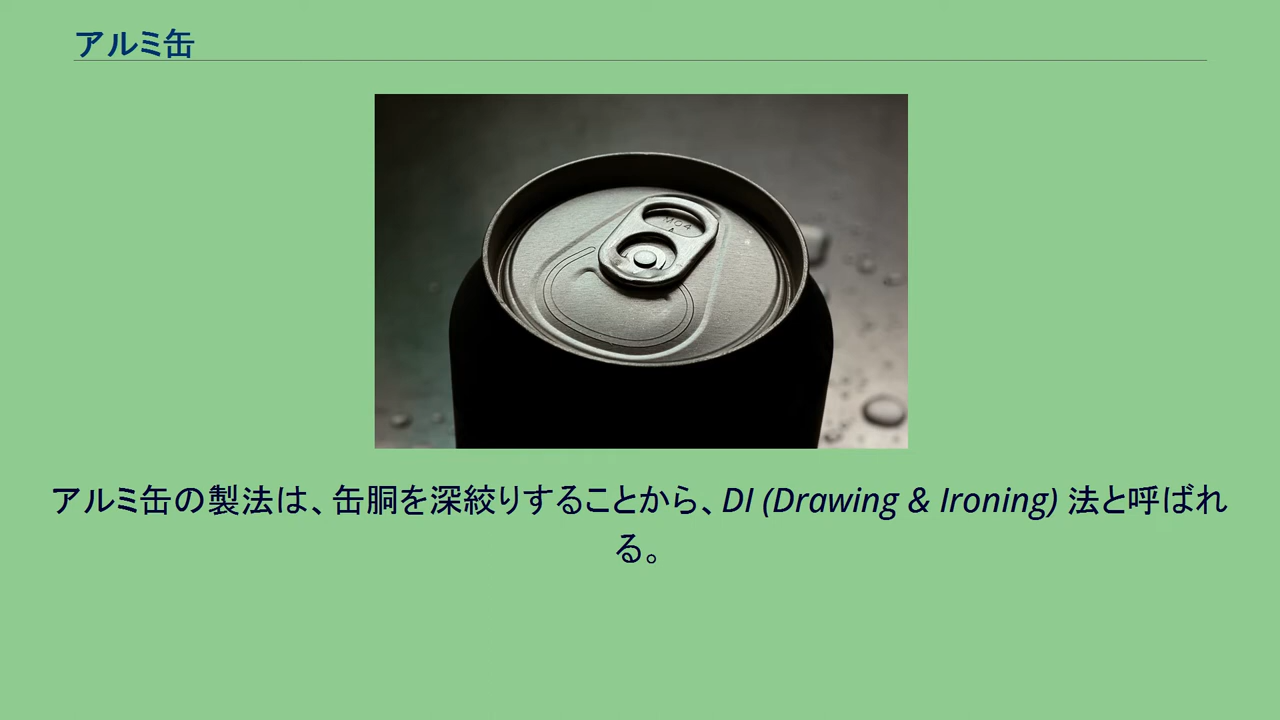 アルミ缶
M04
アルミ缶の製法は、缶胴を深絞りすることから、DI (Drawing & Ironing) 法と呼ばれ
る。